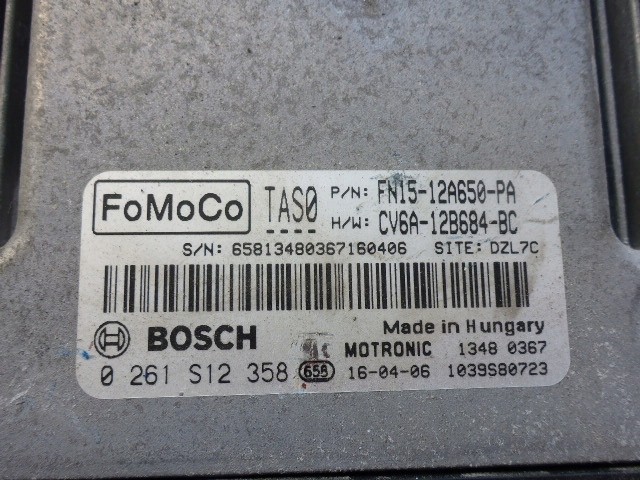 FoMoCo TAS0 P/N: FN15-12A650-PA
H/W: CV6A-12B684-BC
S/N: 65813480367160406 SITE: DZL7C
BOSCH Made in Hungary
MOTRONIC 1348 0367
0 261 S12 358 658 16-04-06 1039S80723